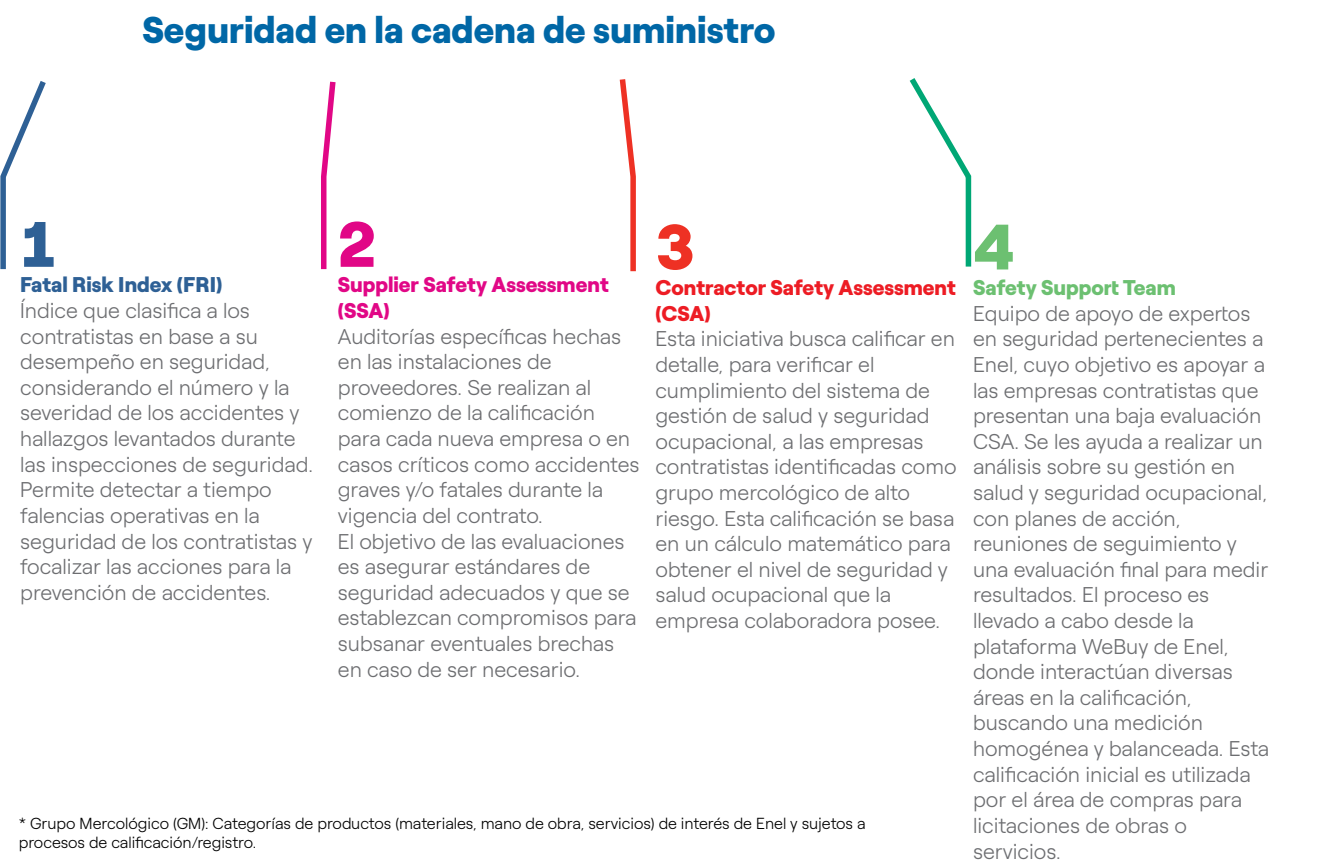 Seguridad en la cadena de suministro
1
Fatal Risk Index (FRI)
Índice que clasifica a los
contratistas en base a su
desempeño en seguridad,
considerando el número y la
severidad de los accidentes y
hallazgos levantados durante
las inspecciones de seguridad.
Permite detectar a tiempo
falencias operativas en la
seguridad de los contratistas y
focalizar las acciones para la
prevención de accidentes.
2
Supplier Safety Assessment
(SSA)
Auditorías específicas hechas
en las instalaciones de
proveedores. Se realizan al
comienzo de la calificación
para cada nueva empresa o en
casos críticos como accidentes
graves y/o fatales durante la
vigencia del contrato.
El objetivo de las evaluaciones
es asegurar estándares de
seguridad adecuados y que se
establezcan compromisos para
subsanar eventuales brechas
en caso de ser necesario.
3
Contractor Safety Assessment
(CSA)
Esta iniciativa busca calificar en
detalle, para verificar el
cumplimiento del sistema de
gestión de salud y seguridad
ocupacional, a las empresas
contratistas identificadas como
grupo mercológico de alto
riesgo. Esta calificación se basa
en un cálculo matemático para
obtener el nivel de seguridad y
salud ocupacional que la
empresa colaboradora posee.
4
Safety Support Team
Equipo de apoyo de expertos
en seguridad pertenecientes a
Enel, cuyo objetivo es apoyar a
las empresas contratistas que
presentan una baja evaluación
CSA. Se les ayuda a realizar un
análisis sobre su gestión en
salud y seguridad ocupacional,
con planes de acción,
reuniones de seguimiento y
una evaluación final para medir
resultados. El proceso es
llevado a cabo desde la
plataforma WeBuy de Enel,
donde interactúan diversas
áreas en la calificación,
buscando una medición
homogénea y balanceada. Esta
calificación inicial es utilizada
por el área de compras para
licitaciones de obras o
servicios.
* Grupo Mercológico (GM): Categorías de productos (materiales, mano de obra, servicios) de interés de Enel y sujetos a
procesos de calificación/registro.